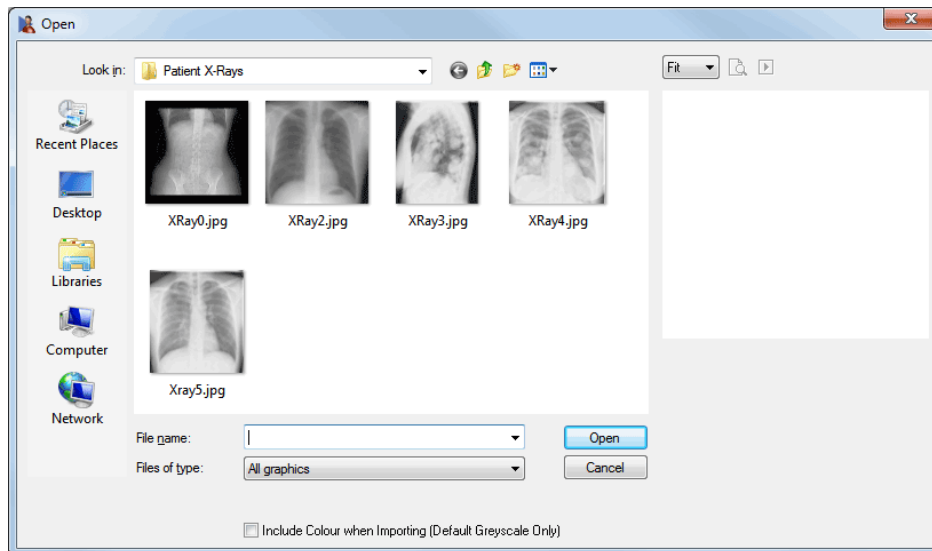 Open
Look in:
Patient X-Rays
Fit
Recent Places
Desktop
Libraries
Computer
Network
XRay0.jpg
XRay2.jpg
XRay3.jpg
XRay4.jpg
Xray5.jpg
File name:
Open
Files of type:
All graphics
Cancel
Include Colour when Importing (Default Greyscale Only)